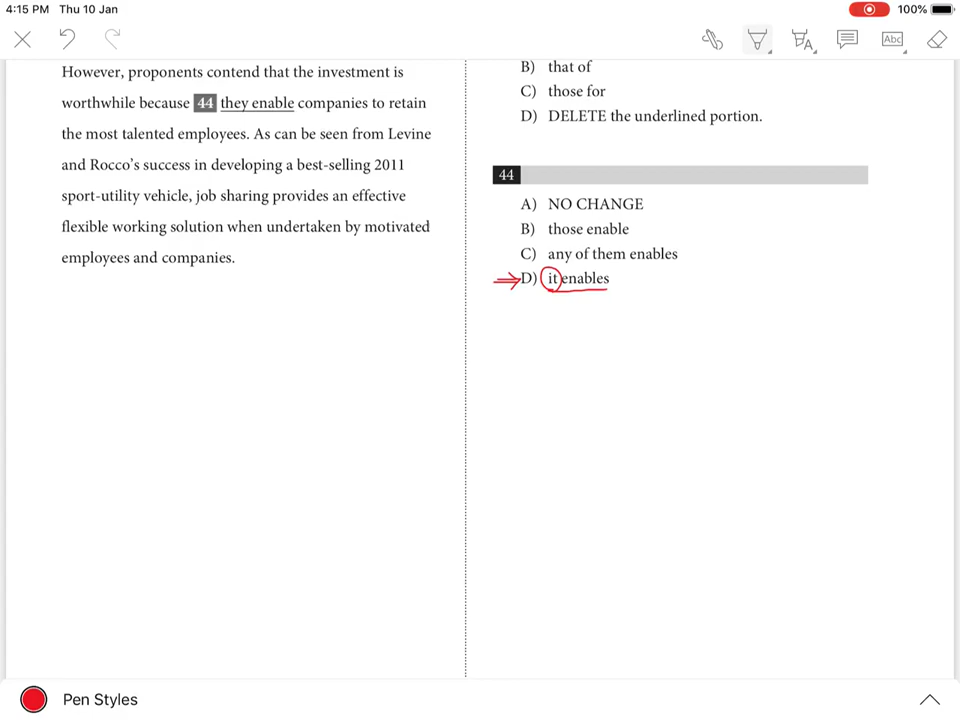 4:15 PM Thu 10 Jan
100%
Abc
However, proponents contend that the investment is
worthwhile because 44 they enable companies to retain
the most talented employees. As can be seen from Levine
and Rocco's success in developing a best-selling 2011
sport-utility vehicle, job sharing provides an effective
flexible working solution when undertaken by motivated
employees and companies.
B) that of
C) those for
D) DELETE the underlined portion.
44
A) NO CHANGE
B) those enable
C) any of them enables
D) it enables
Pen Styles